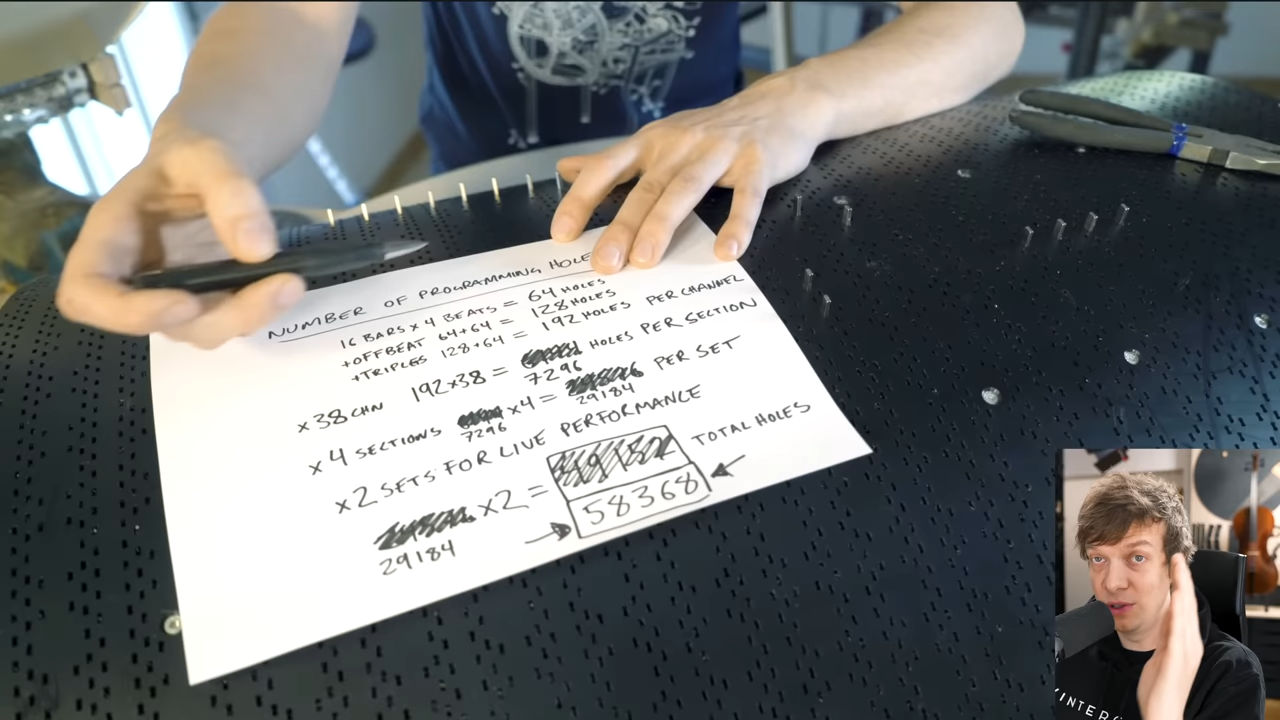 NUMBER OF PROGRAMMING HOLE
16 BARS x 4 BEATS = 64 HOLES
+OFFBEAT 64+64 = 128 HOLES
+TRIPLES 128+64 = 192 HOLES PER CHANNEL
x38 CHN 192x38 = HOLES PER SECTION
7296
x 4 SECTIONS x4 = PER SET
7296 29184
x2 SETS FOR LIVE PERFORMANCE
x2 = TOTAL HOLES
29184 58368